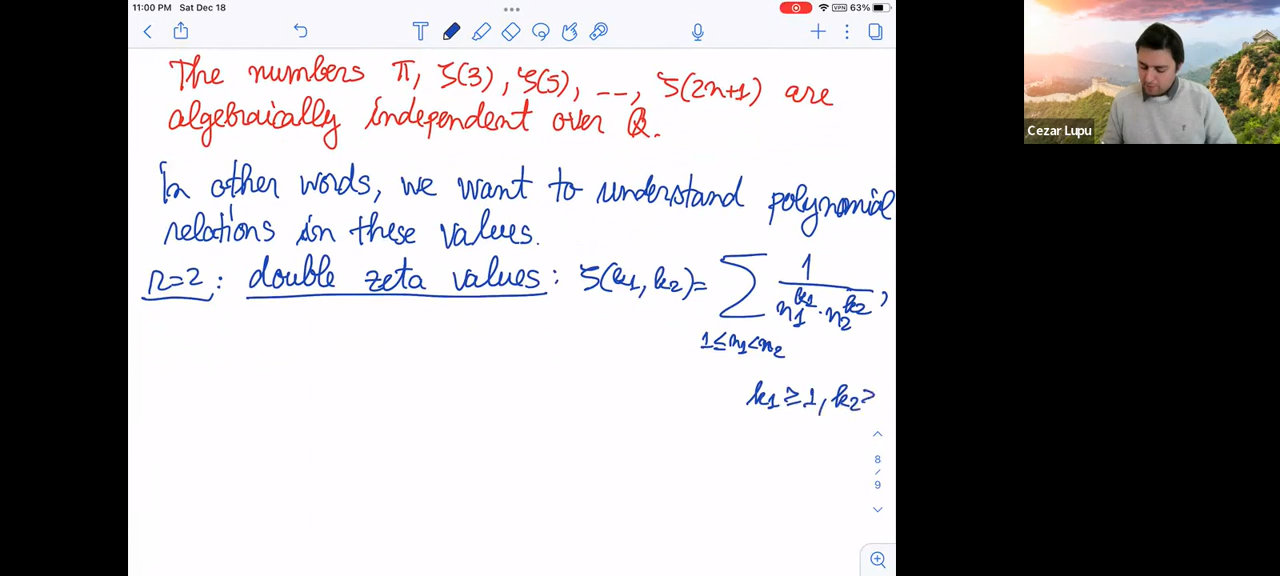 11:00 PM Sat Dec 18
VPN 63%
The numbers π, ζ(3), ζ(5), ---, ζ(2n+1) are
algebraically independent over Q.
In other words, we want to understand polynomial
relations in these values.
r=2: double zeta values: ζ(k1, k2)= ∑ 1/(n1^k1 · n2^k2),
1≤n1<n2
k1≥1, k2>
8
/
9
Cezar Lupu